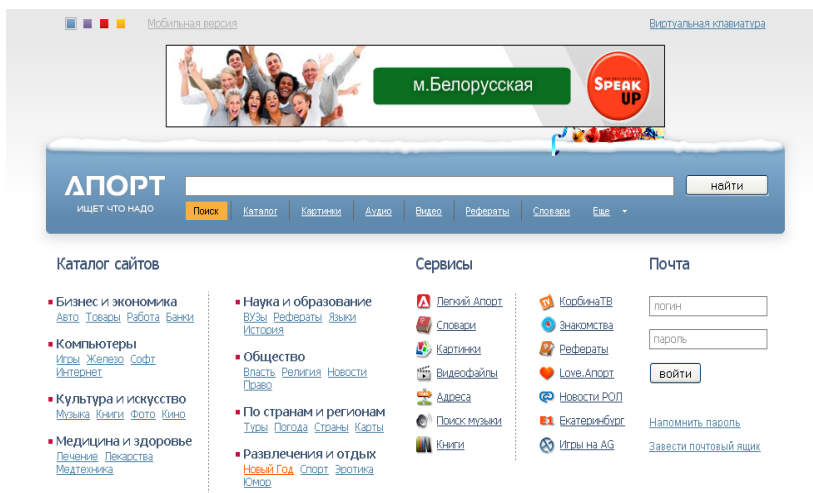 Мобильная версия
Виртуальная клавиатура
м.Белорусская
SPEAK
UP
АПОРТ
ИЩЕТ ЧТО НАДО
найти
Поиск Каталог Картинки Аудио Видео Рефераты Словари Еще
Каталог сайтов
Бизнес и экономика
Авто Товары Работа Банки
Компьютеры
Игры Железо Софт
Интернет
Культура и искусство
Музыка Книги Фото Кино
Медицина и здоровье
Лечение Лекарства
Медтехника
Наука и образование
ВУЗы Рефераты Языки
История
Общество
Власть Религия Новости
Право
По странам и регионам
Туры Погода Страны Карты
Развлечения и отдых
Новый Год Спорт Эротика
Юмор
Сервисы
Легкий Апорт
Словари
Картинки
Видеофайлы
Адреса
Поиск музыки
Книги
КорбинаТВ
Знакомства
Рефераты
Love.Апорт
Новости РОЛ
E1 Екатеринбург
Игры на AG
Почта
логин
пароль
войти
Напомнить пароль
Завести почтовый ящик